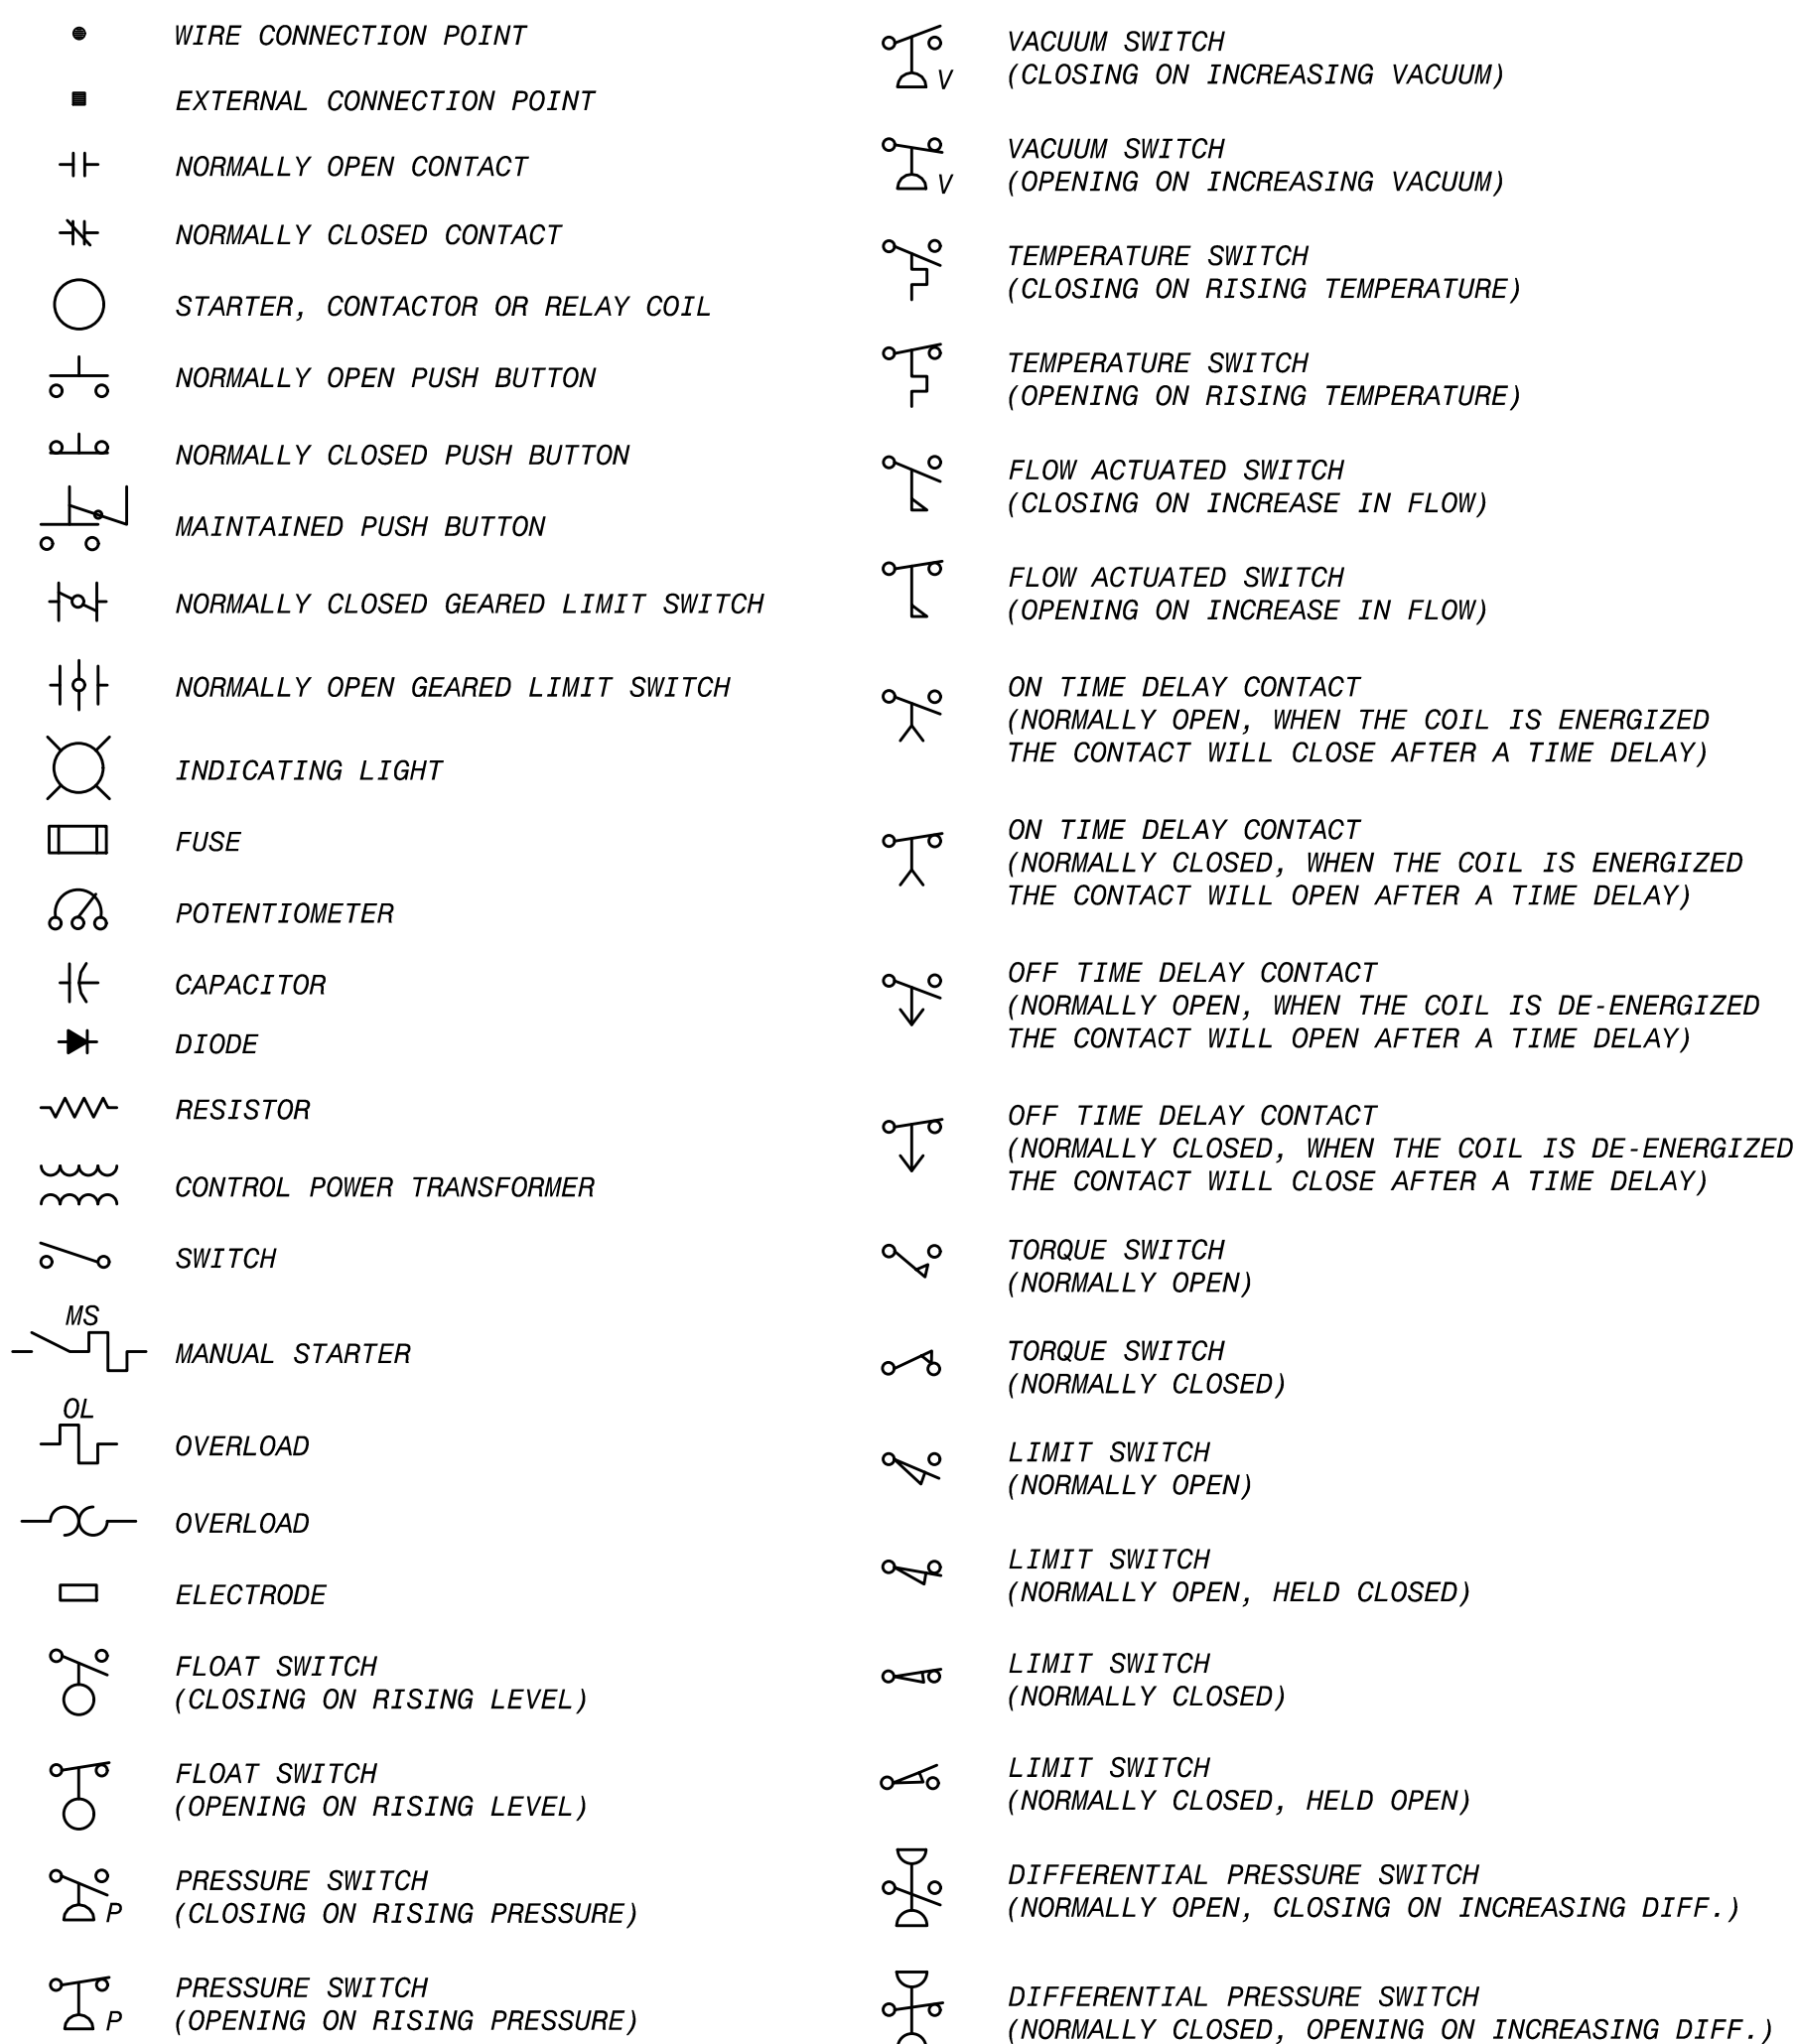 WIRE CONNECTION POINT
EXTERNAL CONNECTION POINT
NORMALLY OPEN CONTACT
NORMALLY CLOSED CONTACT
STARTER, CONTACTOR OR RELAY COIL
NORMALLY OPEN PUSH BUTTON
NORMALLY CLOSED PUSH BUTTON
MAINTAINED PUSH BUTTON
NORMALLY CLOSED GEARED LIMIT SWITCH
NORMALLY OPEN GEARED LIMIT SWITCH
INDICATING LIGHT
FUSE
POTENTIOMETER
CAPACITOR
DIODE
RESISTOR
CONTROL POWER TRANSFORMER
SWITCH
MS
MANUAL STARTER
OL
OVERLOAD
OVERLOAD
ELECTRODE
FLOAT SWITCH
(CLOSING ON RISING LEVEL)
FLOAT SWITCH
(OPENING ON RISING LEVEL)
PRESSURE SWITCH
P (CLOSING ON RISING PRESSURE)
PRESSURE SWITCH
P (OPENING ON RISING PRESSURE)
VACUUM SWITCH
V (CLOSING ON INCREASING VACUUM)
VACUUM SWITCH
V (OPENING ON INCREASING VACUUM)
TEMPERATURE SWITCH
(CLOSING ON RISING TEMPERATURE)
TEMPERATURE SWITCH
(OPENING ON RISING TEMPERATURE)
FLOW ACTUATED SWITCH
(CLOSING ON INCREASE IN FLOW)
FLOW ACTUATED SWITCH
(OPENING ON INCREASE IN FLOW)
ON TIME DELAY CONTACT
(NORMALLY OPEN, WHEN THE COIL IS ENERGIZED
THE CONTACT WILL CLOSE AFTER A TIME DELAY)
ON TIME DELAY CONTACT
(NORMALLY CLOSED, WHEN THE COIL IS ENERGIZED
THE CONTACT WILL OPEN AFTER A TIME DELAY)
OFF TIME DELAY CONTACT
(NORMALLY OPEN, WHEN THE COIL IS DE-ENERGIZED
THE CONTACT WILL OPEN AFTER A TIME DELAY)
OFF TIME DELAY CONTACT
(NORMALLY CLOSED, WHEN THE COIL IS DE-ENERGIZED
THE CONTACT WILL CLOSE AFTER A TIME DELAY)
TORQUE SWITCH
(NORMALLY OPEN)
TORQUE SWITCH
(NORMALLY CLOSED)
LIMIT SWITCH
(NORMALLY OPEN)
LIMIT SWITCH
(NORMALLY OPEN, HELD CLOSED)
LIMIT SWITCH
(NORMALLY CLOSED)
LIMIT SWITCH
(NORMALLY CLOSED, HELD OPEN)
DIFFERENTIAL PRESSURE SWITCH
(NORMALLY OPEN, CLOSING ON INCREASING DIFF.)
DIFFERENTIAL PRESSURE SWITCH
(NORMALLY CLOSED, OPENING ON INCREASING DIFF.)